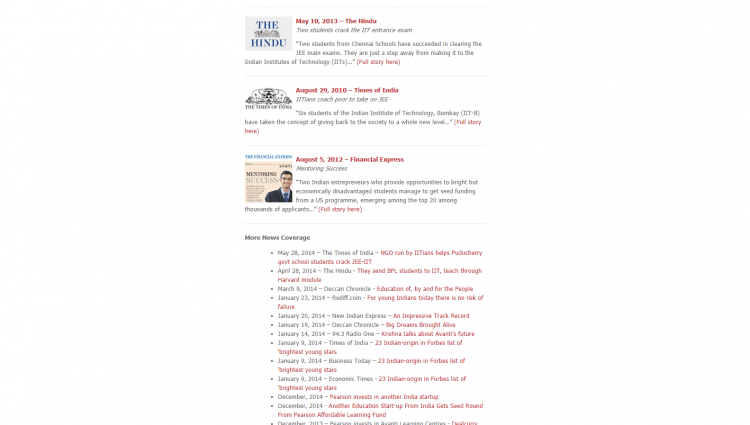 THE
HINDU
May 10, 2013 – The Hindu
Two students crack the IIT entrance exam
"Two students from Chennai Schools have succeeded in clearing the
JEE main exams. They are just a step away from making it to the
Indian Institutes of Technology (IITs)…" (Full story here)
THE TIMES OF INDIA
August 29, 2010 – Times of India
IITians coach poor to take on JEE
"Six students of the Indian Institute of Technology, Bombay (IIT-B)
have taken the concept of giving back to the society to a whole new level…" (Full story
here)
THE FINANCIAL EXPRESS
MENTORING
SUCCESS
August 5, 2012 – Financial Express
Mentoring Success
"Two Indian entrepreneurs who provide opportunities to bright but
economically disadvantaged students manage to get seed funding
from a US programme, emerging among the top 20 among
thousands of applicants…" (Full story here)
More News Coverage
May 28, 2014 – The Times of India – NGO run by IITians helps Puducherry
govt school students crack JEE-IIT
April 28, 2014 – The Hindu - They send BPL students to IIT, teach through
Harvard module
March 9, 2014 – Deccan Chronicle - Education of, by and for the People
January 23, 2014 – Rediff.com - For young Indians today there is no risk of
failure
January 20, 2014 – New Indian Express – An Impressive Track Record
January 19, 2014 – Deccan Chronicle – Big Dreams Brought Alive
January 14, 2014 – 94.3 Radio One – Krishna talks about Avanti's future
January 9, 2014 – Times of India – 23 Indian-origin in Forbes list of
'brightest young stars
January 9, 2014 – Business Today – 23 Indian-origin in Forbes list of
'brightest young stars
January 9, 2014 – Economic Times - 23 Indian-origin in Forbes list of
'brightest young stars
December, 2014 – Pearson invests in another India startup
December, 2014 - Another Education Start-up From India Gets Seed Round
From Pearson Affordable Learning Fund
December, 2013 – Pearson invests in Avanti Learning Centres - Dealcurry